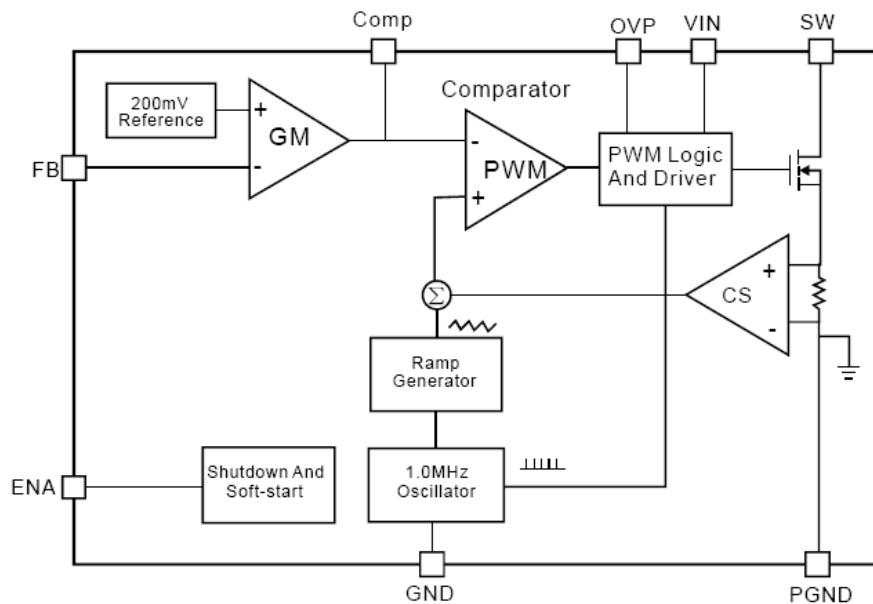 Comp
OVP
VIN
SW
200mV
Reference
+
GM
-
FB
Comparator
-
PWM
+
PWM Logic
And Driver
+
CS
-
Σ
Ramp
Generator
ENA
Shutdown And
Soft-start
1.0MHz
Oscillator
GND
PGND